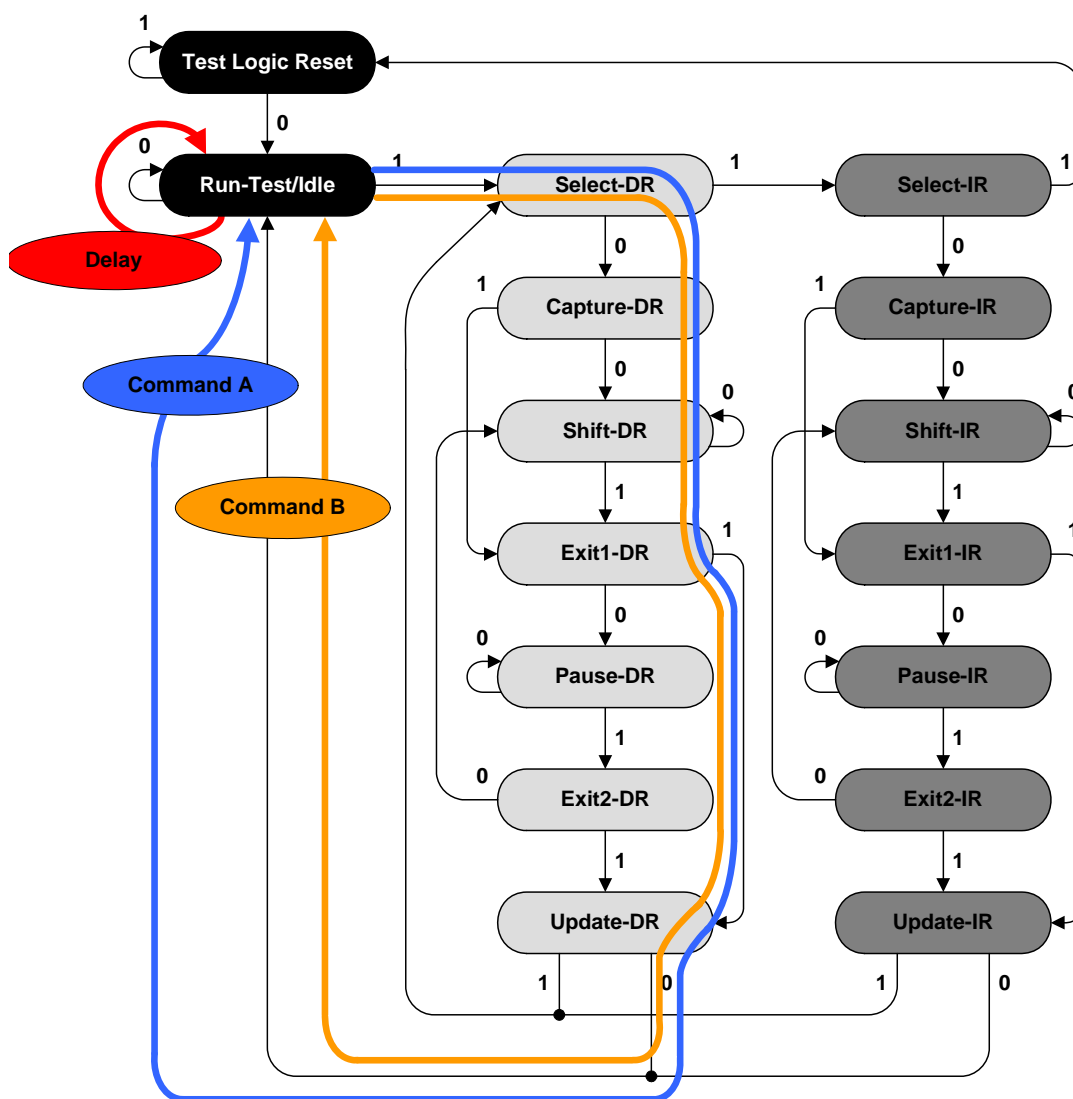 1
Test Logic Reset
0
0
Run-Test/Idle
1
Select-DR
1
Select-IR
1
Delay
0
0
1
Capture-DR
1
Capture-IR
0
0
Command A
Shift-DR
0
Shift-IR
0
1
1
Command B
Exit1-DR
1
Exit1-IR
1
0
0
0
Pause-DR
0
Pause-IR
1
1
0
Exit2-DR
0
Exit2-IR
1
1
Update-DR
Update-IR
1
0
1
0